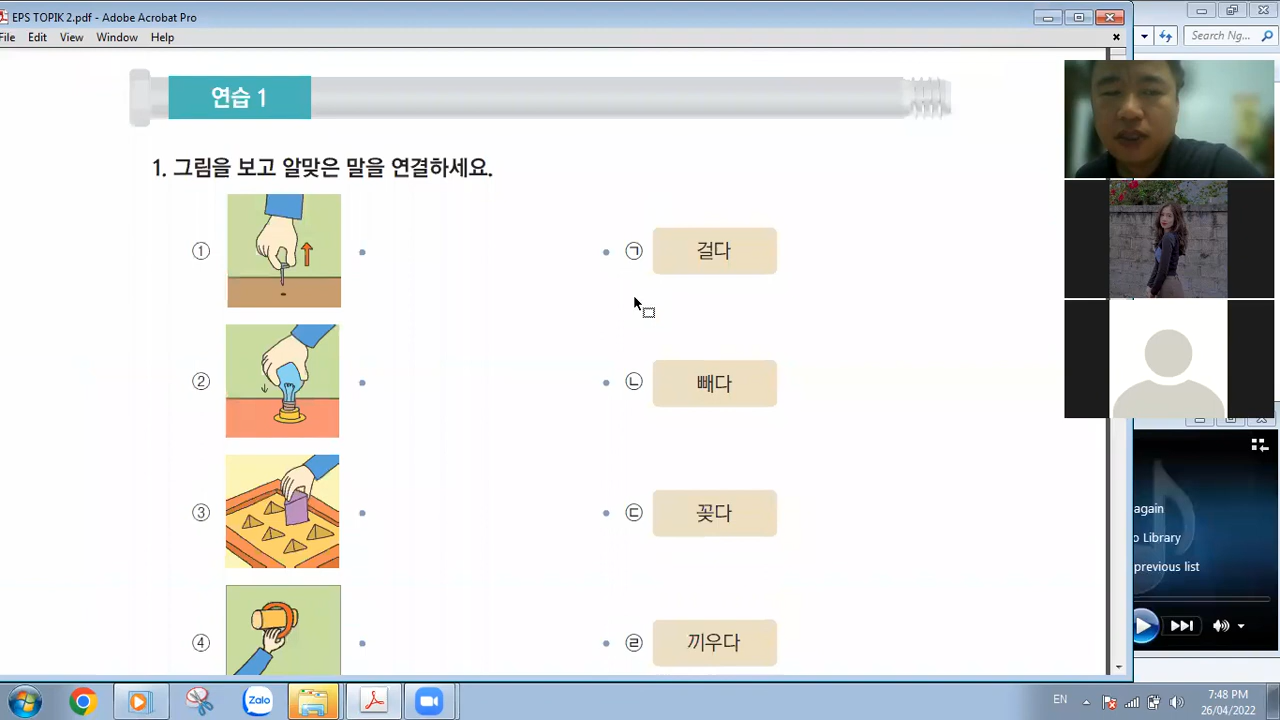 EPS TOPIK 2.pdf - Adobe Acrobat Pro
File Edit View Window Help
Search Ng...
연습 1
1. 그림을 보고 알맞은 말을 연결하세요.
① ㉠ 걸다
② ㉡ 빼다
③ ㉢ 꽂다
④ ㉣ 끼우다
again
o Library
previous list
Zalo
EN
7:48 PM
26/04/2022